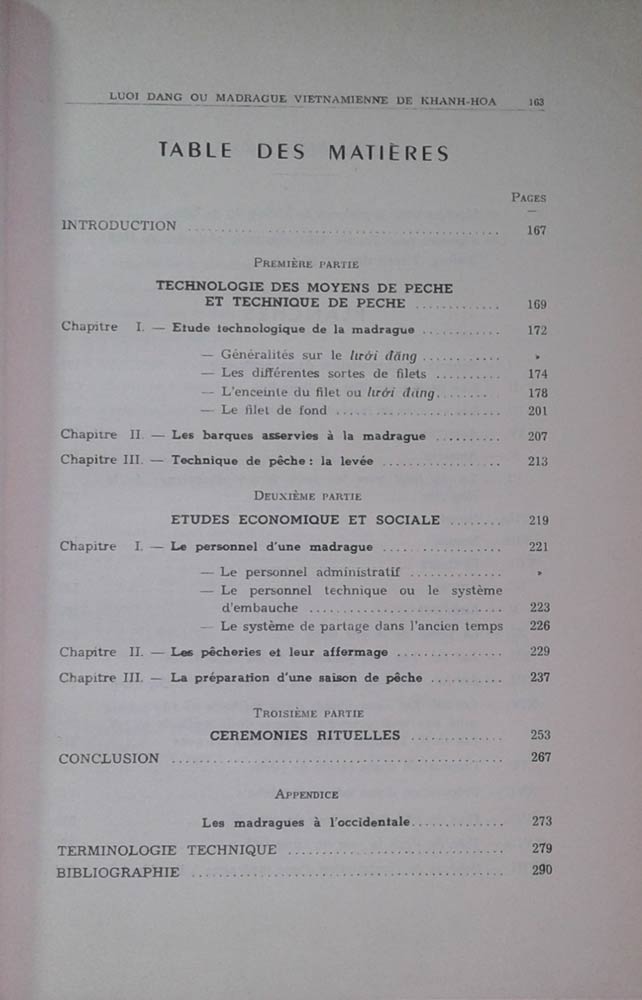 LUOI DANG OU MADRAGUE VIETNAMIENNE DE KHANH-HOA 163
TABLE DES MATIÈRES
PAGES
INTRODUCTION .......... 167
PREMIÈRE PARTIE
TECHNOLOGIE DES MOYENS DE PECHE
ET TECHNIQUE DE PECHE .......... 169
Chapitre I. — Etude technologique de la madrague .......... 172
— Généralités sur le lưới đăng .......... »
— Les différentes sortes de filets .......... 174
— L'enceinte du filet ou lưới đăng .......... 178
— Le filet de fond .......... 201
Chapitre II. — Les barques asservies à la madrague .......... 207
Chapitre III. — Technique de pêche : la levée .......... 213
DEUXIÈME PARTIE
ETUDES ECONOMIQUE ET SOCIALE .......... 219
Chapitre I. — Le personnel d'une madrague .......... 221
— Le personnel administratif .......... »
— Le personnel technique ou le système
d'embauche .......... 223
— Le système de partage dans l'ancien temps 226
Chapitre II. — Les pêcheries et leur affermage .......... 229
Chapitre III. — La préparation d'une saison de pêche .......... 237
TROISIÈME PARTIE
CEREMONIES RITUELLES .......... 253
CONCLUSION .......... 267
APPENDICE
Les madragues à l'occidentale .......... 273
TERMINOLOGIE TECHNIQUE .......... 279
BIBLIOGRAPHIE .......... 290